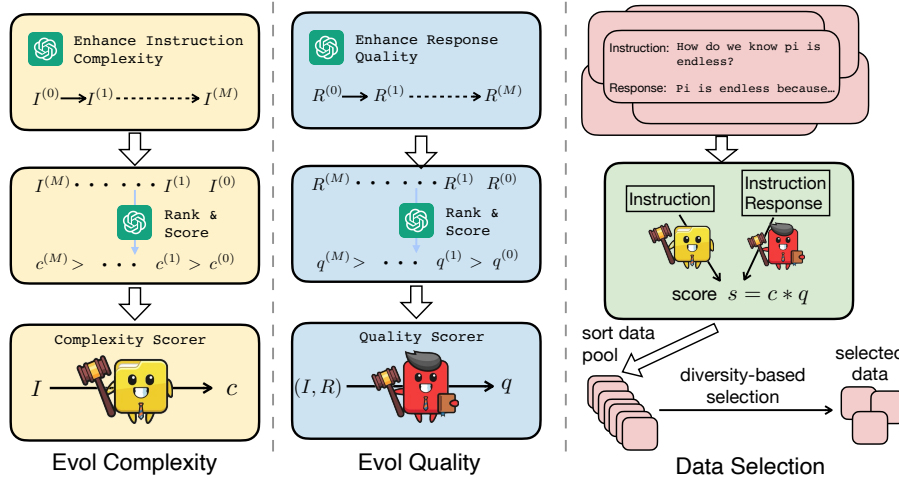 Enhance Instruction
Complexity
I^(0) I^(1) I^(M)
I^(M) · · · · · · I^(1) I^(0)
Rank &
Score
c^(M) > · · · c^(1) > c^(0)
Complexity Scorer
I c
Evol Complexity
Enhance Response
Quality
R^(0) R^(1) R^(M)
R^(M) · · · · · · R^(1) R^(0)
Rank &
Score
q^(M) > · · · q^(1) > q^(0)
Quality Scorer
(I, R) q
Evol Quality
Instruction: How do we know pi is
endless?
Response: Pi is endless because…
Instruction
Instruction
Response
score s = c * q
sort data
pool
diversity-based
selection
selected
data
Data Selection